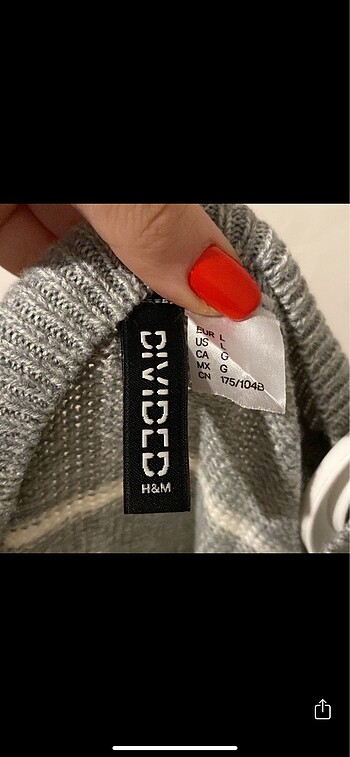 DIVIDED
H&M
EUR L
US L
CA G
MX G
CN 175/104B